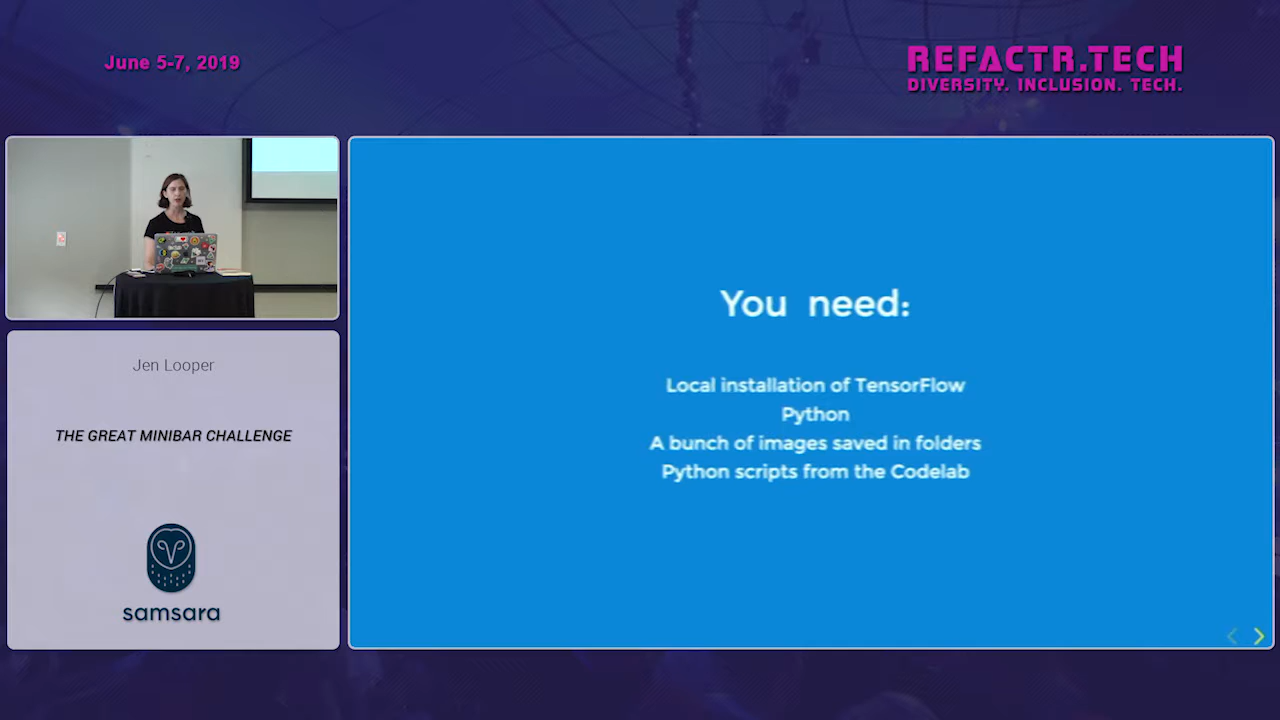 June 5-7, 2019
REFACTR.TECH
DIVERSITY. INCLUSION. TECH.
Jen Looper
THE GREAT MINIBAR CHALLENGE
samsara
You need:
Local installation of TensorFlow
Python
A bunch of images saved in folders
Python scripts from the Codelab